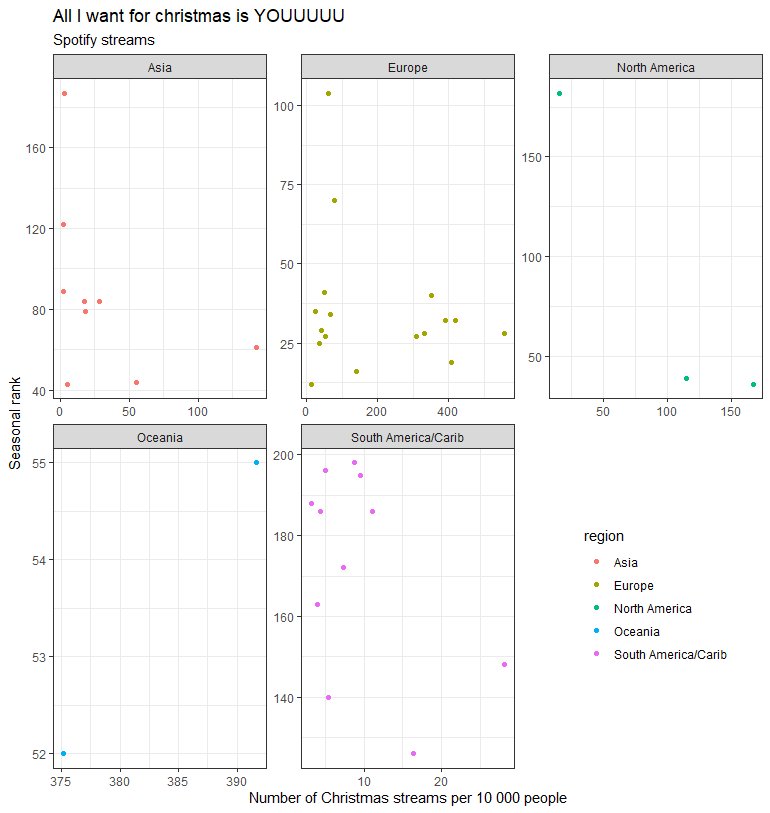 All I want for christmas is YOUUUUU
Spotify streams
Asia
Europe
North America
160
120
80
40
0 50 100
100
75
50
25
0 200 400
150
100
50
50 100 150
Seasonal rank
Oceania
South America/Carib
55
54
53
52
375 380 385 390
200
180
160
140
10 20
region
Asia
Europe
North America
Oceania
South America/Carib
Number of Christmas streams per 10 000 people